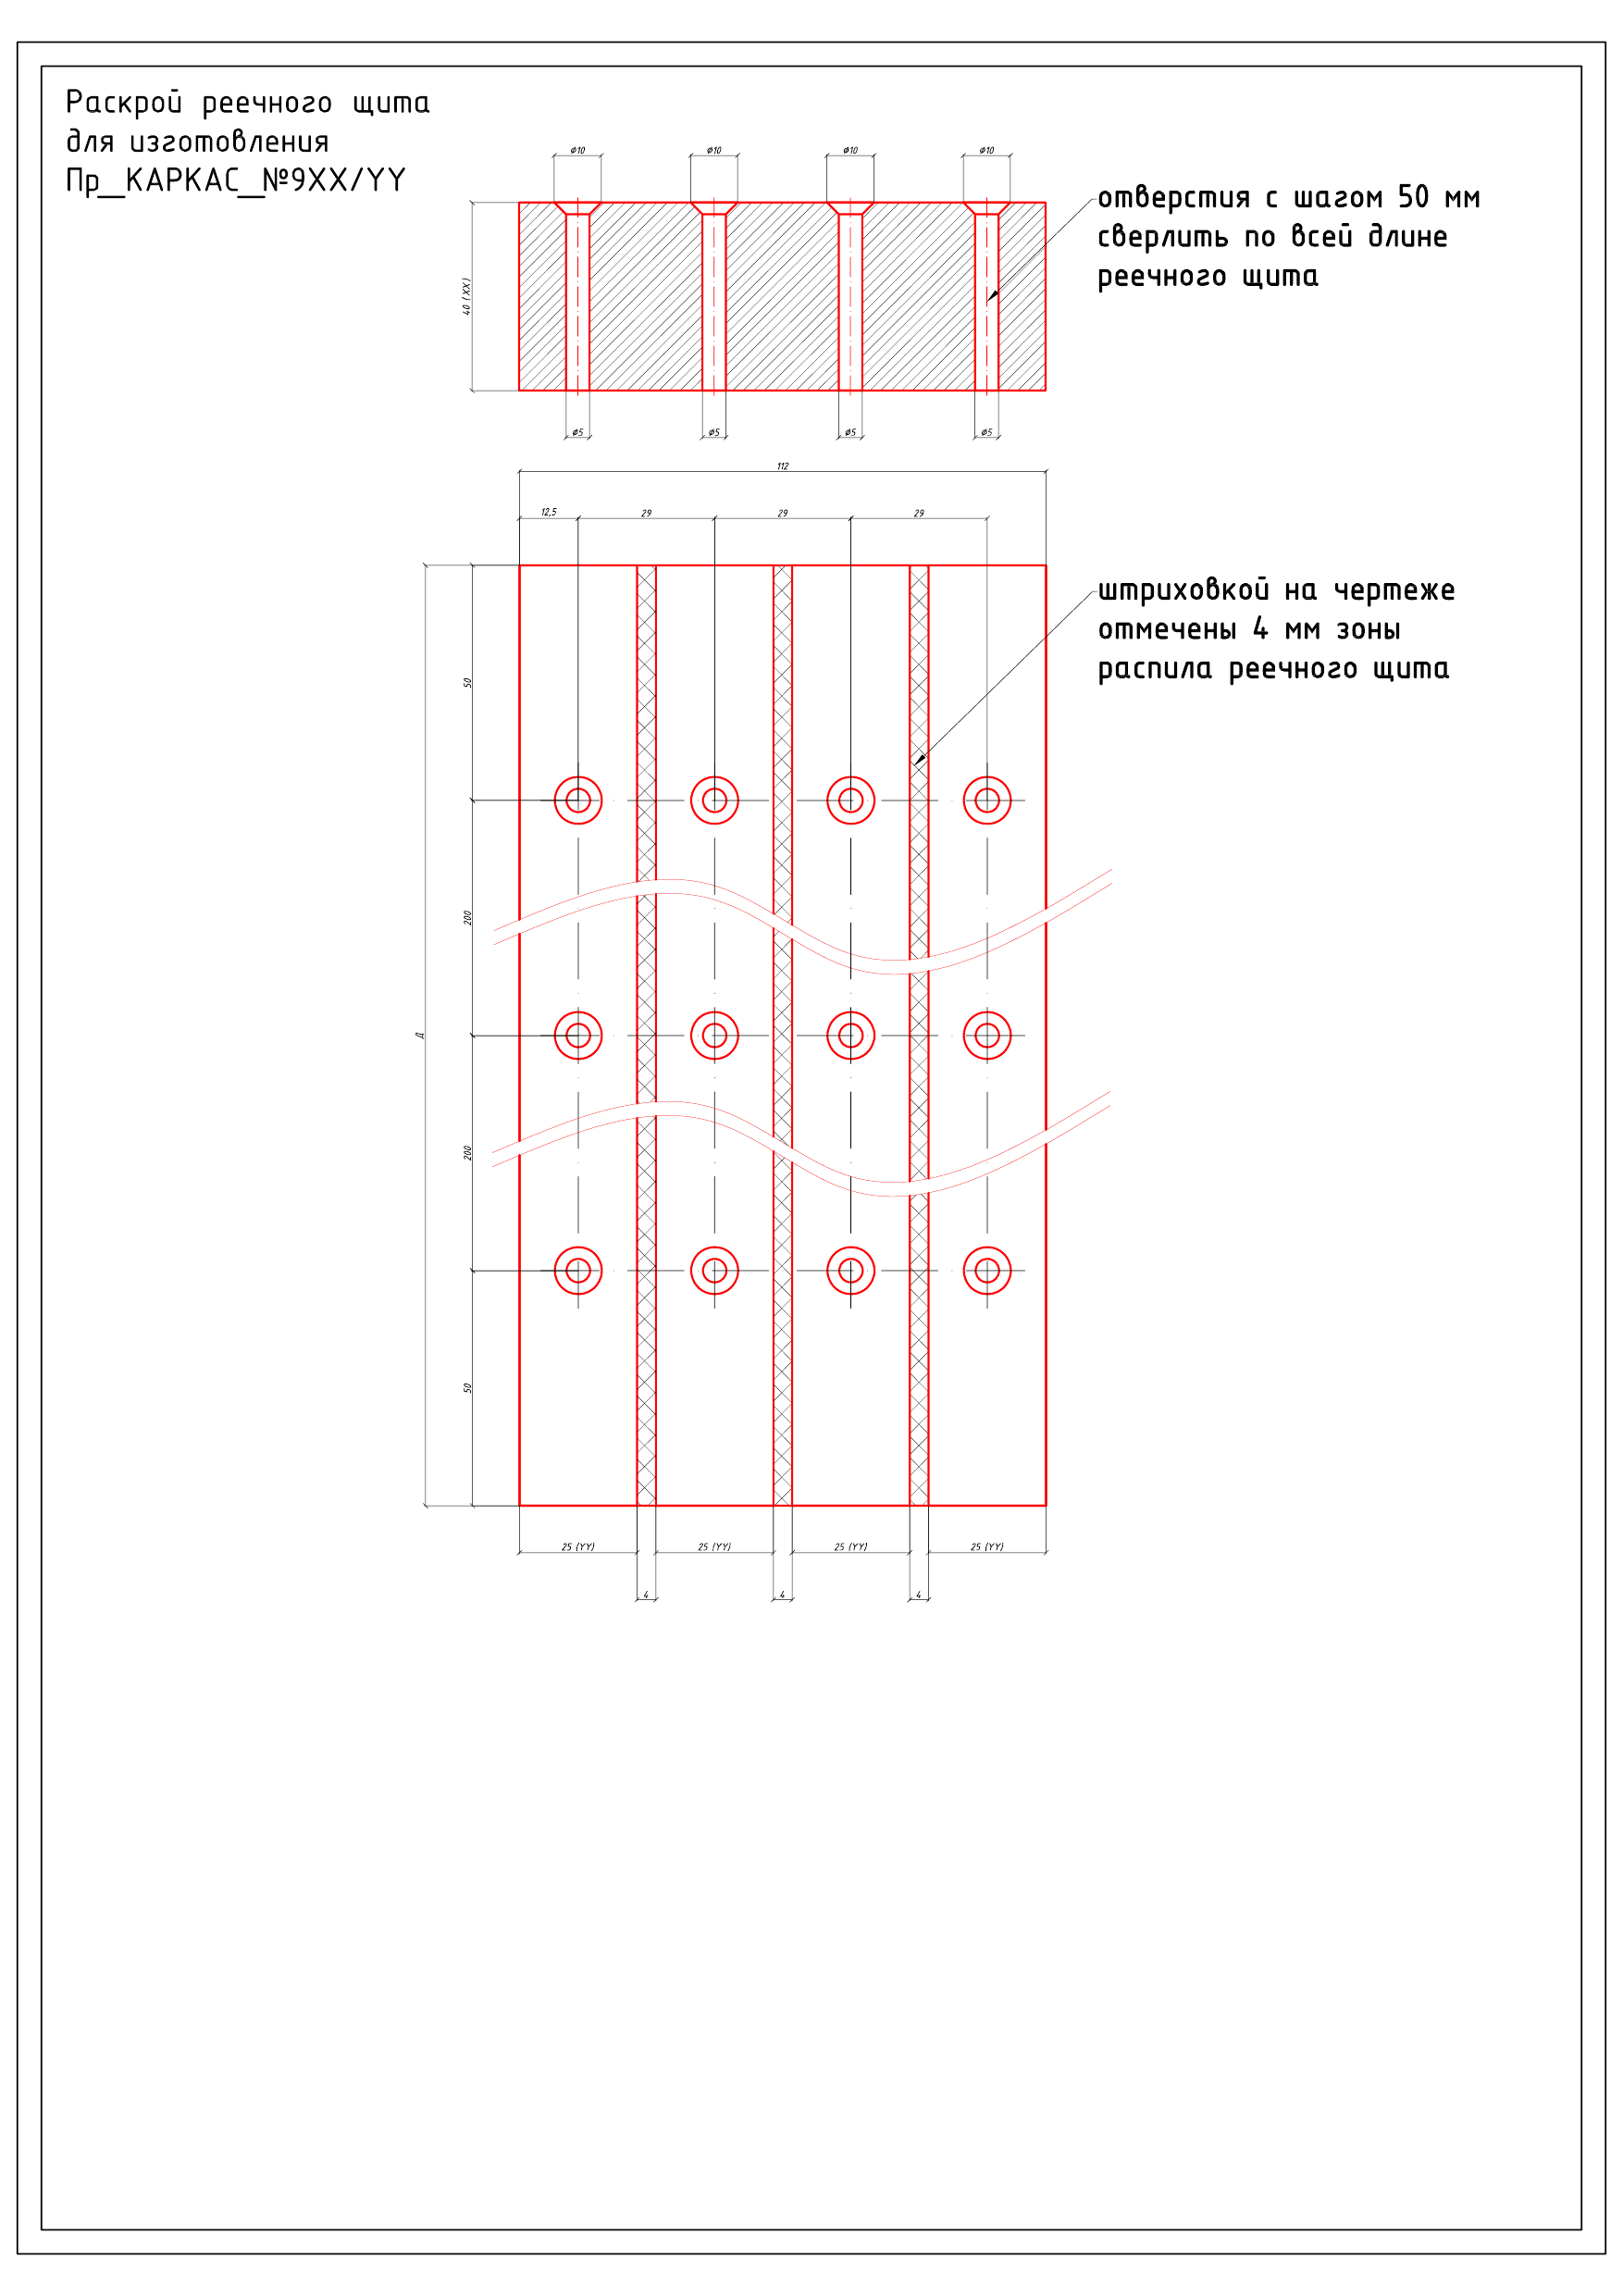 Раскрой реечного щита
для изготовления
Пр__КАРКАС__№9XX/YY
ø10 ø10 ø10 ø10
отверстия с шагом 50 мм
сверлить по всей длине
реечного щита
40 (XX)
ø5 ø5 ø5 ø5
112
12,5 29 29 29
штриховкой на чертеже
отмечены 4 мм зоны
распила реечного щита
50
200
Д
200
50
25 (YY) 25 (YY) 25 (YY) 25 (YY)
4 4 4